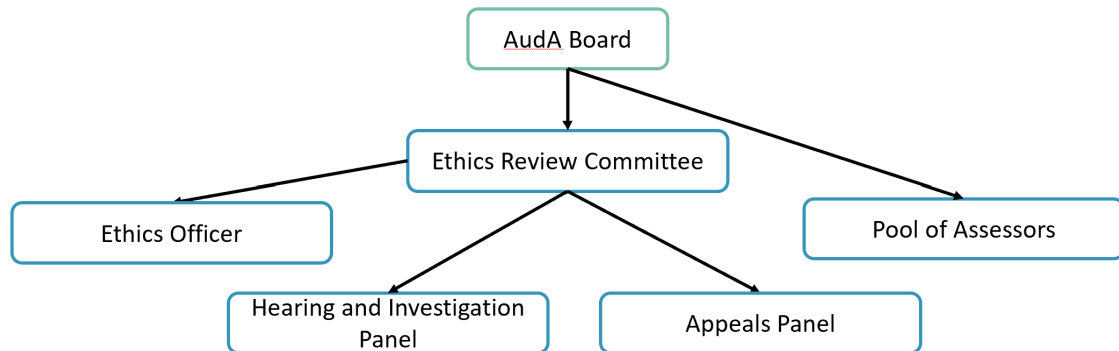 AudA Board
Ethics Review Committee
Ethics Officer
Pool of Assessors
Hearing and Investigation
Panel
Appeals Panel